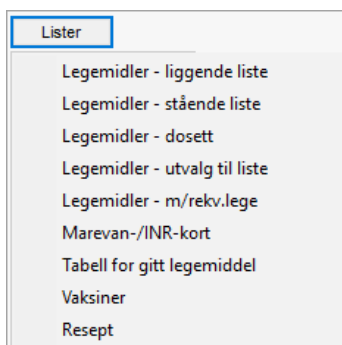 Lister
Legemidler - liggende liste
Legemidler - stående liste
Legemidler - dosett
Legemidler - utvalg til liste
Legemidler - m/rekv.lege
Marevan-/INR-kort
Tabell for gitt legemiddel
Vaksiner
Resept